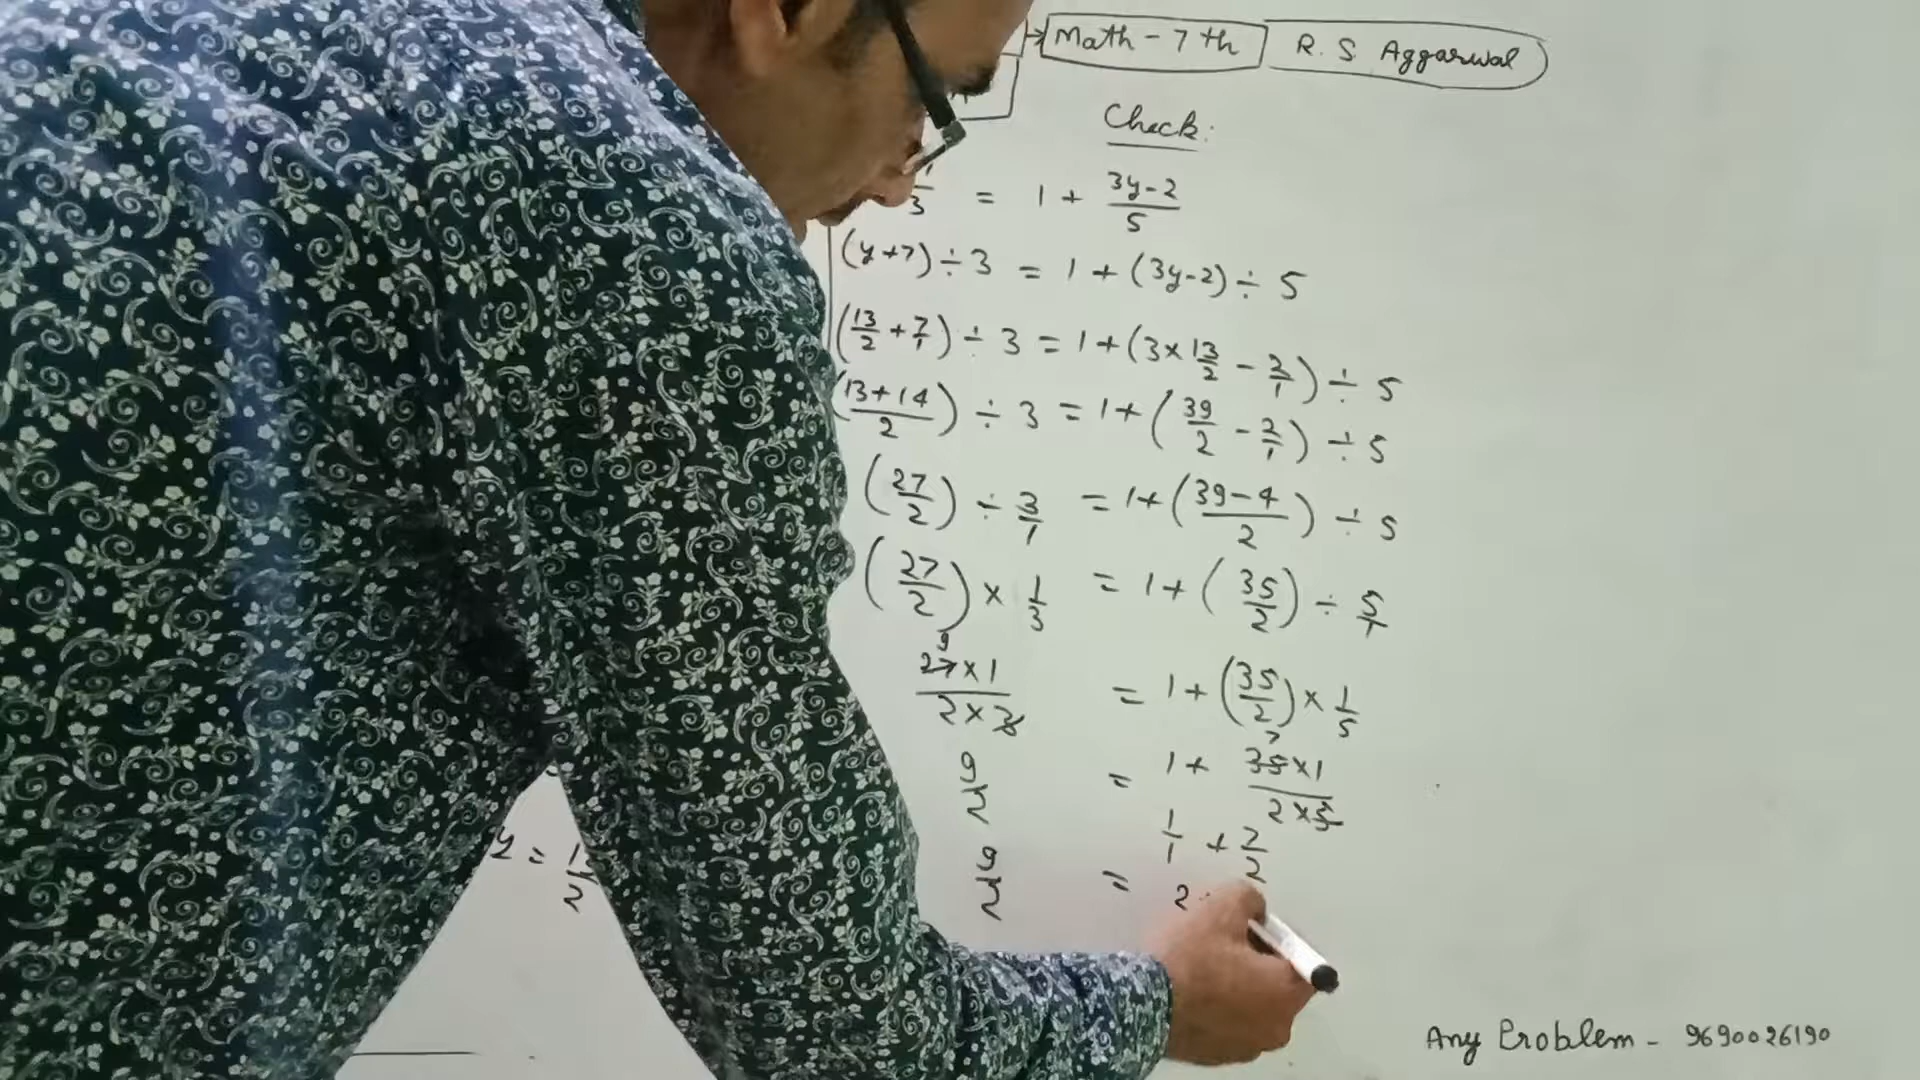 Math - 7th R. S Aggarwal
Check:
3 = 1 + (3y-2)/5
(y+7) ÷ 3 = 1 + (3y-2) ÷ 5
(13/2 + 7/1) ÷ 3 = 1 + (3 × 13/2 - 2/1) ÷ 5
((13+14)/2) ÷ 3 = 1 + (39/2 - 2/1) ÷ 5
(27/2) ÷ 3/1 = 1 + ((39-4)/2) ÷ 5
(27/2) × 1/3 = 1 + (35/2) ÷ 5/1
9
(27×1)/(2×3) = 1 + (35/2) × 1/5
7
9/2 = 1 + (35×1)/(2×5)
9/2 = 1/1 + 7/2
2
y =
Any Problem - 9690026190